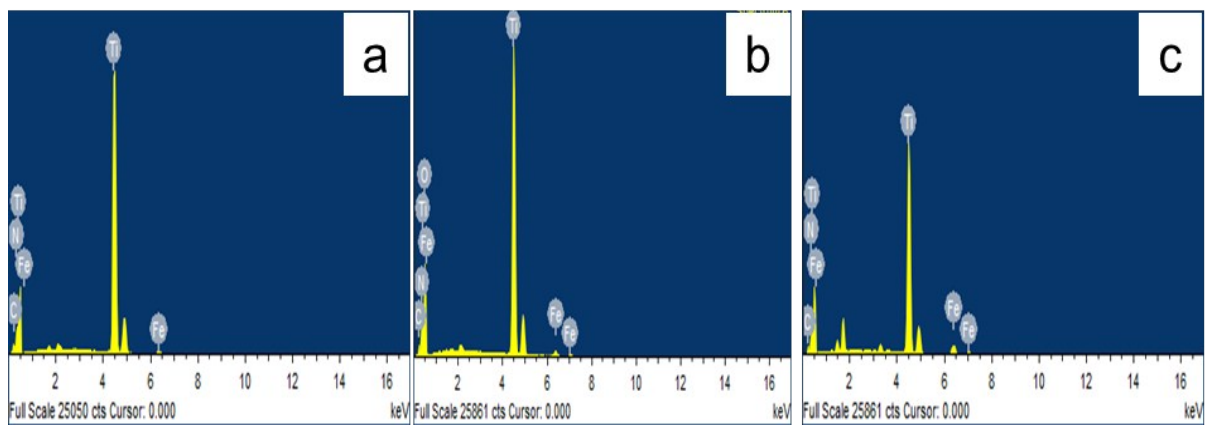 a
Ti
Ti
N
Fe
C
Fe
2 4 6 8 10 12 14 16
Full Scale 25050 cts Cursor: 0.000 keV
b
Ti
O
Ti
Fe
N
C
Fe
Fe
2 4 6 8 10 12 14 16
Full Scale 25861 cts Cursor: 0.000 keV
c
Ti
Ti
N
Fe
C
Fe
Fe
2 4 6 8 10 12 14 16
Full Scale 25861 cts Cursor: 0.000 keV